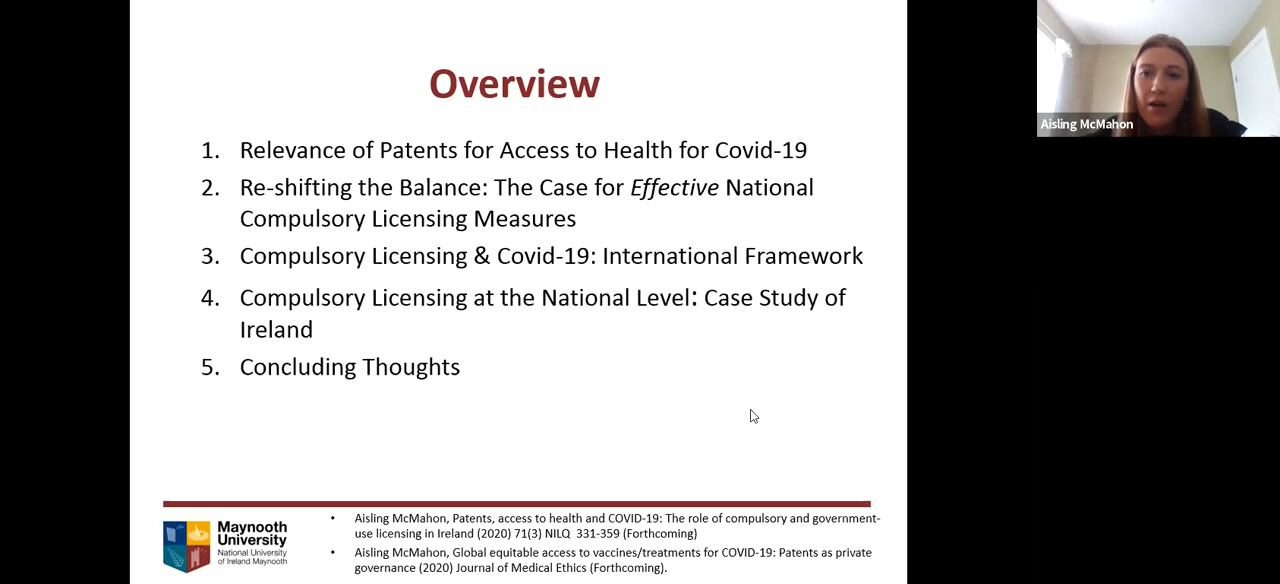 Overview
1. Relevance of Patents for Access to Health for Covid-19
2. Re-shifting the Balance: The Case for Effective National
Compulsory Licensing Measures
3. Compulsory Licensing & Covid-19: International Framework
4. Compulsory Licensing at the National Level: Case Study of
Ireland
5. Concluding Thoughts
Maynooth
University
National University
of Ireland Maynooth
• Aisling McMahon, Patents, access to health and COVID-19: The role of compulsory and government-
use licensing in Ireland (2020) 71(3) NILQ 331-359 (Forthcoming)
• Aisling McMahon, Global equitable access to vaccines/treatments for COVID-19: Patents as private
governance (2020) Journal of Medical Ethics (Forthcoming).
Aisling McMahon